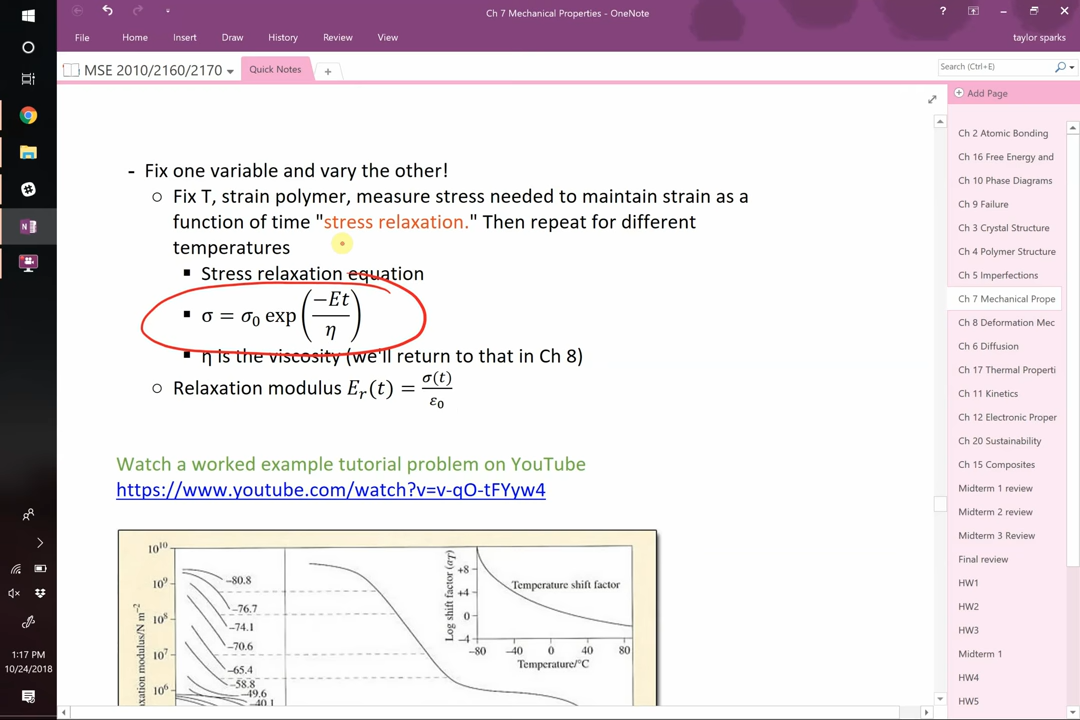 Ch 7 Mechanical Properties - OneNote
?
File Home Insert Draw History Review View
taylor sparks
MSE 2010/2160/2170
Quick Notes
+
Search (Ctrl+E)
Add Page
Ch 2 Atomic Bonding
Ch 16 Free Energy and
Ch 10 Phase Diagrams
Ch 9 Failure
Ch 3 Crystal Structure
Ch 4 Polymer Structure
Ch 5 Imperfections
Ch 7 Mechanical Prope
Ch 8 Deformation Mec
Ch 6 Diffusion
Ch 17 Thermal Properti
Ch 11 Kinetics
Ch 12 Electronic Proper
Ch 20 Sustainability
Ch 15 Composites
Midterm 1 review
Midterm 2 review
Midterm 3 Review
Final review
HW1
HW2
HW3
Midterm 1
HW4
HW5
- Fix one variable and vary the other!
Fix T, strain polymer, measure stress needed to maintain strain as a
function of time "stress relaxation." Then repeat for different
temperatures
Stress relaxation equation
σ = σ₀ exp(−Et/η)
η is the viscosity (we'll return to that in Ch 8)
Relaxation modulus Eᵣ(t) = σ(t)/ε₀
Watch a worked example tutorial problem on YouTube
https://www.youtube.com/watch?v=v-qO-tFYyw4
10¹⁰
10⁹
10⁸
10⁷
10⁶
axation modulus/N m⁻²
-80.8
-76.7
-74.1
-70.6
-65.4
-58.8
-49.6
-40.1
Log shift factor (aT)
+8
+4
0
-4
Temperature shift factor
-80 -40 0 40 80
Temperature/°C
1:17 PM
10/24/2018